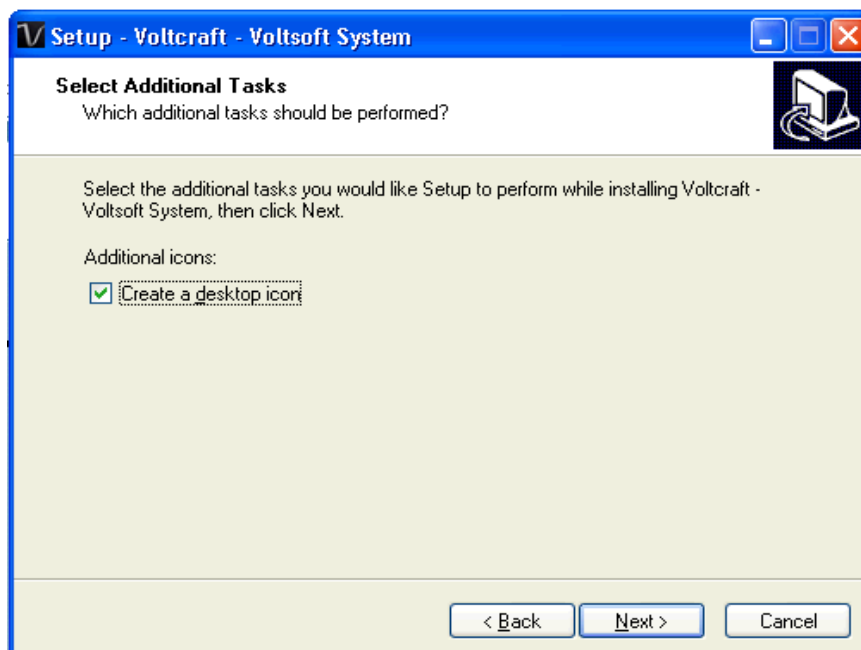 Setup - Voltcraft - Voltsoft System
Select Additional Tasks
Which additional tasks should be performed?
Select the additional tasks you would like Setup to perform while installing Voltcraft -
Voltsoft System, then click Next.
Additional icons:
Create a desktop icon
< Back Next > Cancel